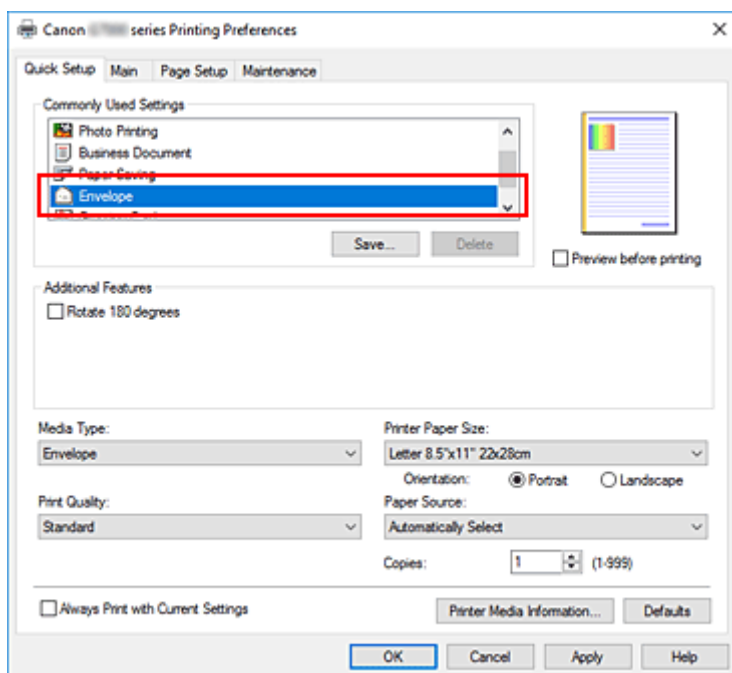 Canon series Printing Preferences
Quick Setup Main Page Setup Maintenance
Commonly Used Settings
Photo Printing
Business Document
Paper Saving
Envelope
Save... Delete
Preview before printing
Additional Features
Rotate 180 degrees
Media Type: Printer Paper Size:
Envelope Letter 8.5"x11" 22x28cm
Orientation: Portrait Landscape
Print Quality: Paper Source:
Standard Automatically Select
Copies: 1 (1-999)
Always Print with Current Settings Printer Media Information... Defaults
OK Cancel Apply Help